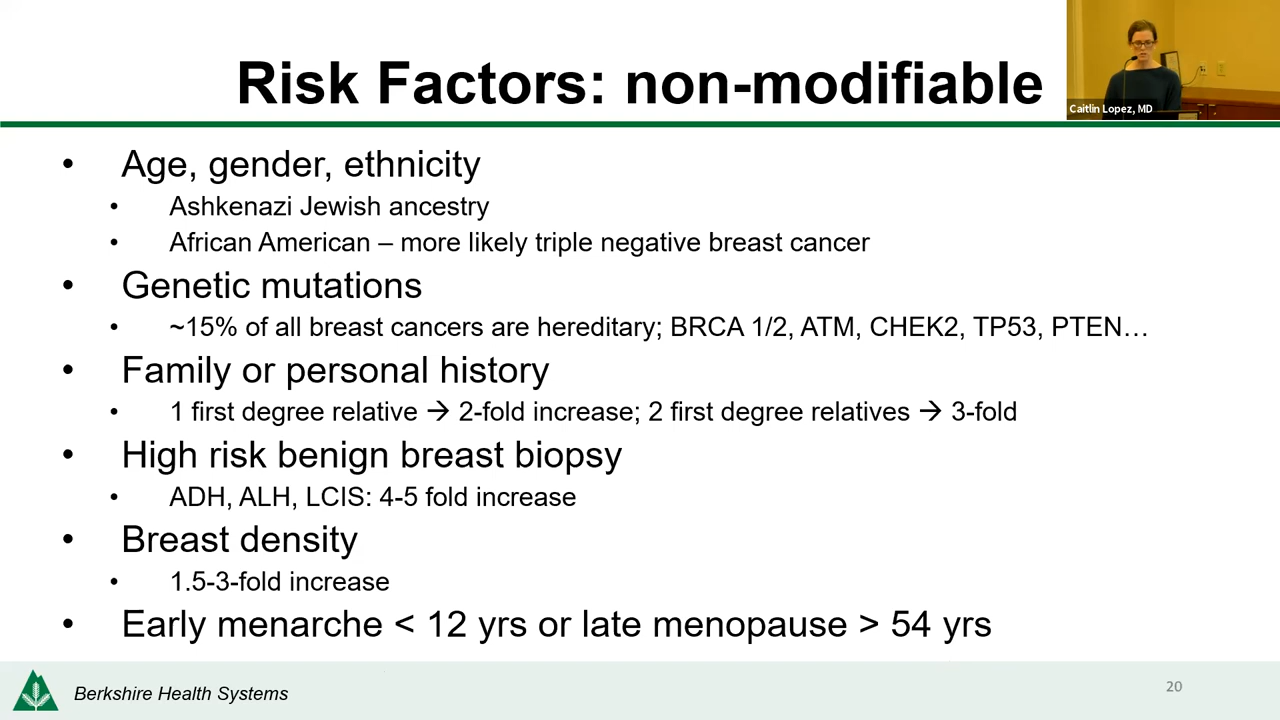 Risk Factors: non-modifiable
Caitlin Lopez, MD
• Age, gender, ethnicity
• Ashkenazi Jewish ancestry
• African American – more likely triple negative breast cancer
• Genetic mutations
• ~15% of all breast cancers are hereditary; BRCA 1/2, ATM, CHEK2, TP53, PTEN…
• Family or personal history
• 1 first degree relative → 2-fold increase; 2 first degree relatives → 3-fold
• High risk benign breast biopsy
• ADH, ALH, LCIS: 4-5 fold increase
• Breast density
• 1.5-3-fold increase
• Early menarche < 12 yrs or late menopause > 54 yrs
Berkshire Health Systems
20